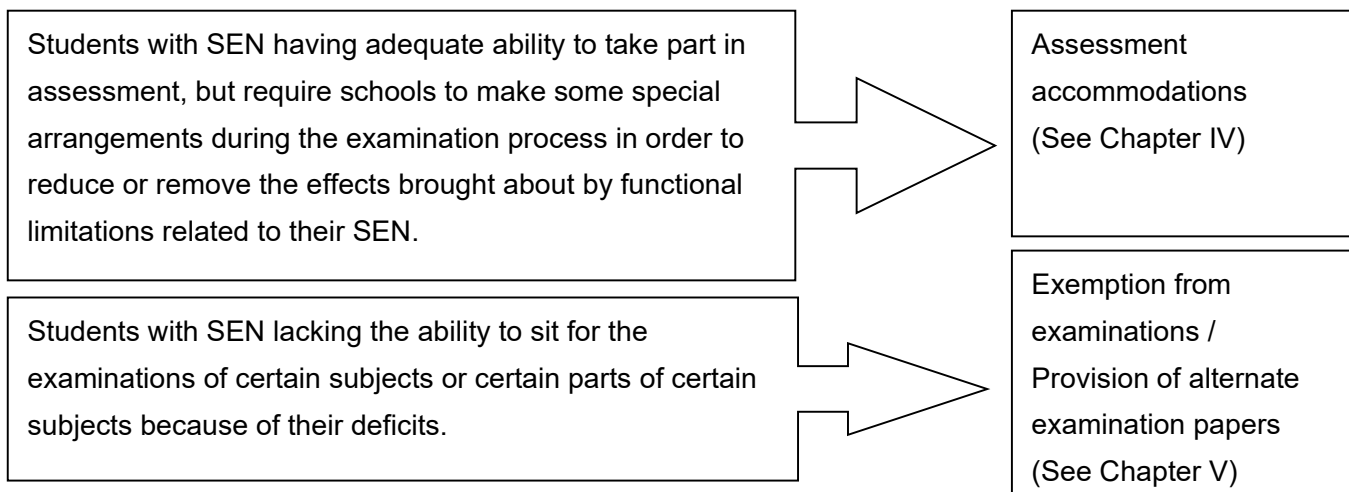 Students with SEN having adequate ability to take part in
assessment, but require schools to make some special
arrangements during the examination process in order to
reduce or remove the effects brought about by functional
limitations related to their SEN.
Assessment
accommodations
(See Chapter IV)
Students with SEN lacking the ability to sit for the
examinations of certain subjects or certain parts of certain
subjects because of their deficits.
Exemption from
examinations /
Provision of alternate
examination papers
(See Chapter V)